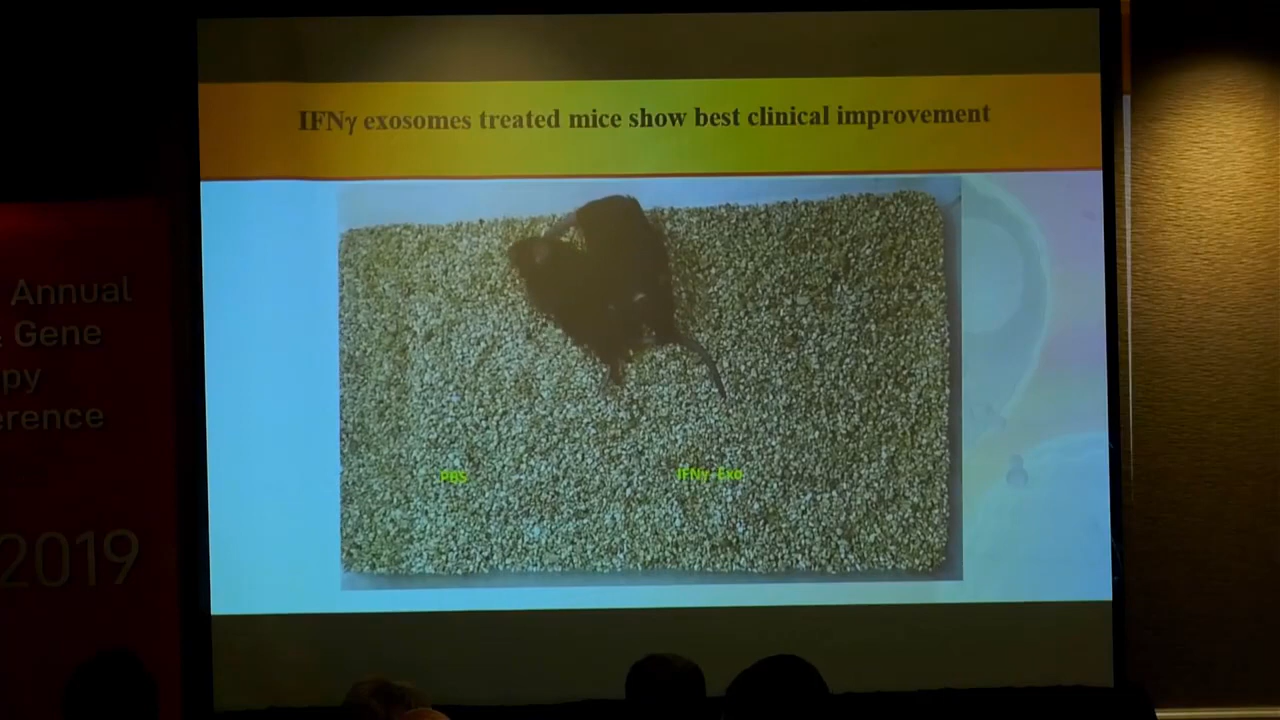 IFNγ exosomes treated mice show best clinical improvement
PBS
IFNγ-Exo
Annual
Gene
py
erence
2019